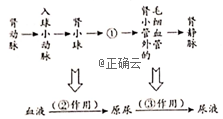 肾动脉
入球小动脉
肾小球
①
肾小管外的
毛细血管
肾静脉
@正确云
血液 (②作用) 原尿 (③作用) 尿液